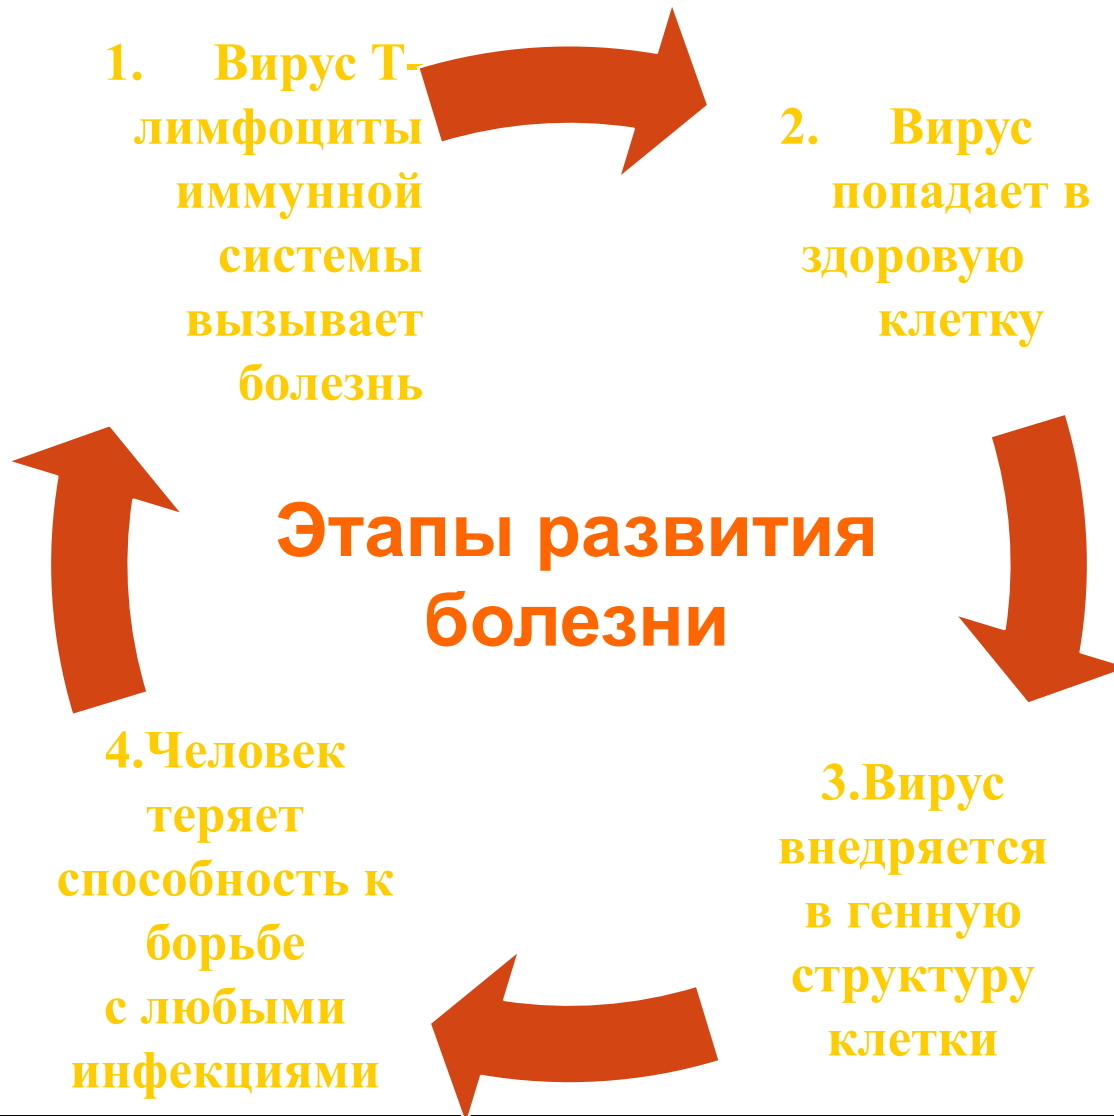 1. Вирус Т-
лимфоциты
иммунной
системы
вызывает
болезнь
2. Вирус
попадает в
здоровую
клетку
Этапы развития
болезни
3.Вирус
внедряется
в генную
структуру
клетки
4.Человек
теряет
способность к
борьбе
с любыми
инфекциями